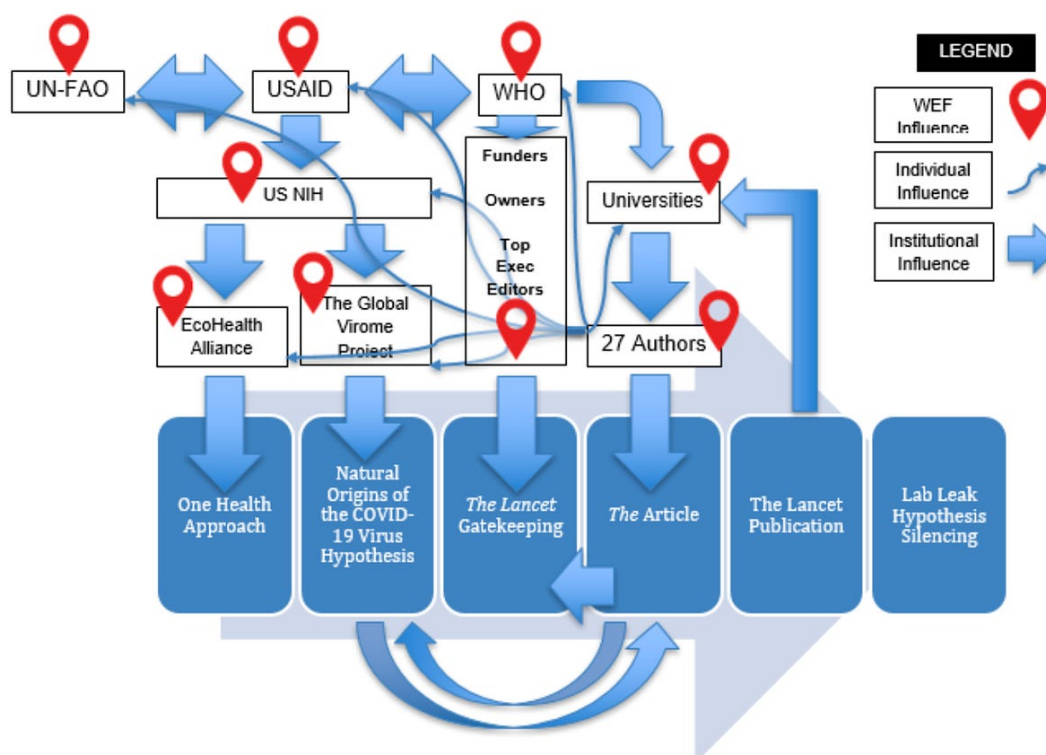 LEGEND
UN-FAO
USAID
WHO
WEF
Influence
Individual
Influence
Institutional
Influence
Funders
Owners
Top
Exec
Editors
US NIH
Universities
EcoHealth
Alliance
The Global
Virome
Project
27 Authors
One Health
Approach
Natural
Origins of
the COVID-
19 Virus
Hypothesis
The Lancet
Gatekeeping
The Article
The Lancet
Publication
Lab Leak
Hypothesis
Silencing